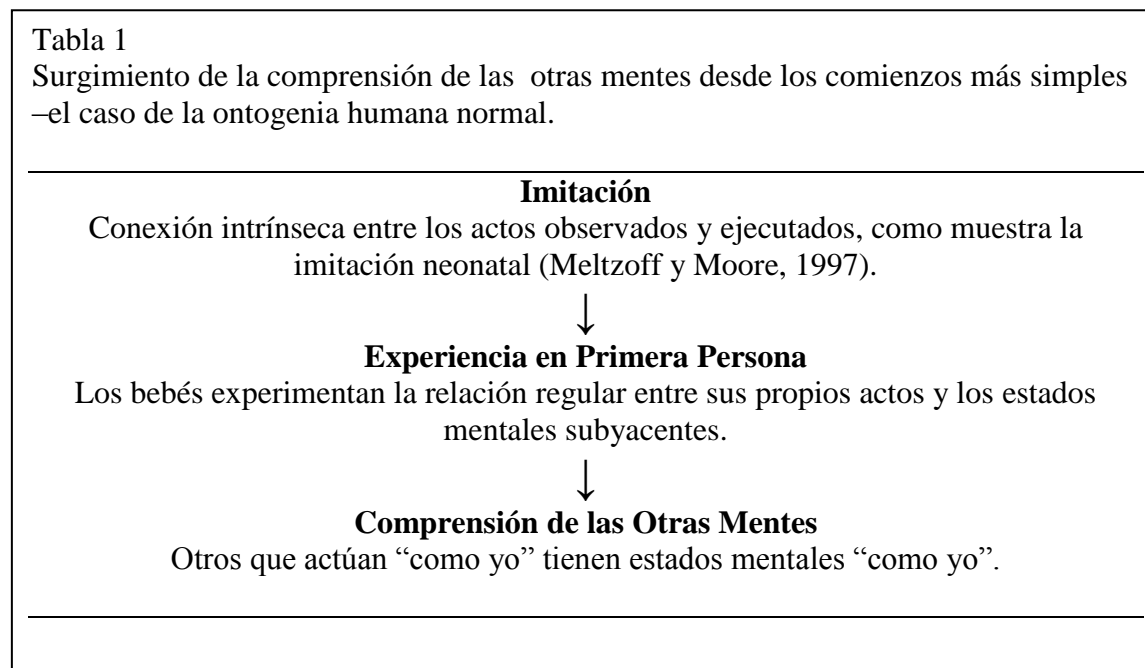 Tabla 1
Surgimiento de la comprensión de las otras mentes desde los comienzos más simples
–el caso de la ontogenia humana normal.
Imitación
Conexión intrínseca entre los actos observados y ejecutados, como muestra la
imitación neonatal (Meltzoff y Moore, 1997).
↓
Experiencia en Primera Persona
Los bebés experimentan la relación regular entre sus propios actos y los estados
mentales subyacentes.
↓
Comprensión de las Otras Mentes
Otros que actúan “como yo” tienen estados mentales “como yo”.